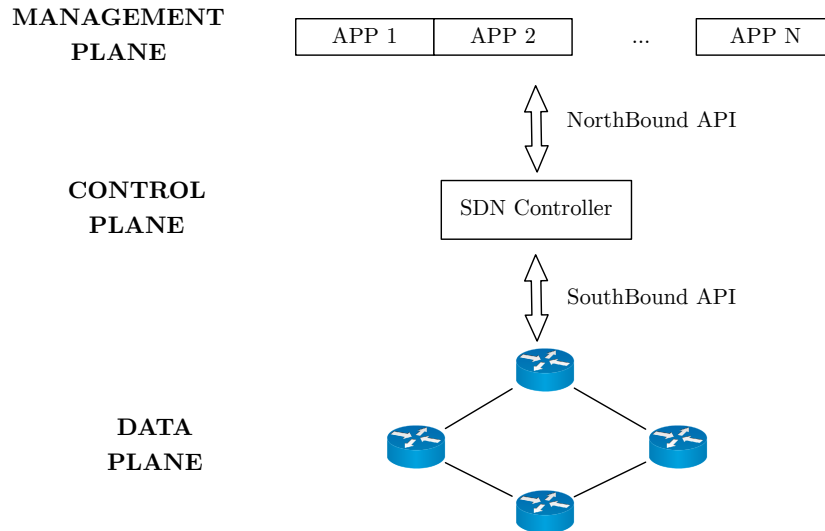 MANAGEMENT
PLANE
APP 1
APP 2
...
APP N
NorthBound API
CONTROL
PLANE
SDN Controller
SouthBound API
DATA
PLANE